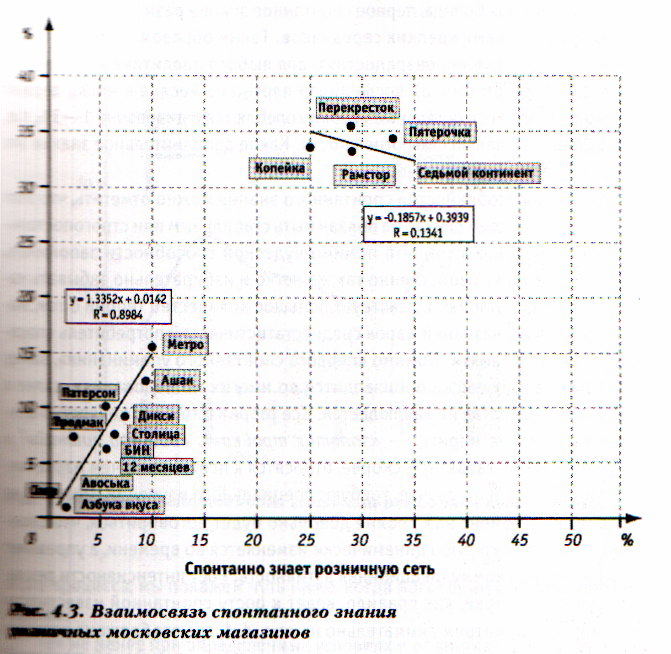 %
40
35
30
25
20
15
10
5
Перекресток
Пятерочка
Копейка
Рамстор
Седьмой континент
y = -0.1857x + 0.3939
R = 0.1341
y = 1.3352x + 0.0142
R² = 0.8984
Метро
Ашан
Патерсон
Продмак
Дикси
Столица
БИН
12 месяцев
Авоська
Азбука вкуса
0 5 10 15 20 25 30 35 40 45 50 %
Спонтанно знает розничную сеть
Рис. 4.3. Взаимосвязь спонтанного знания
московских магазинов